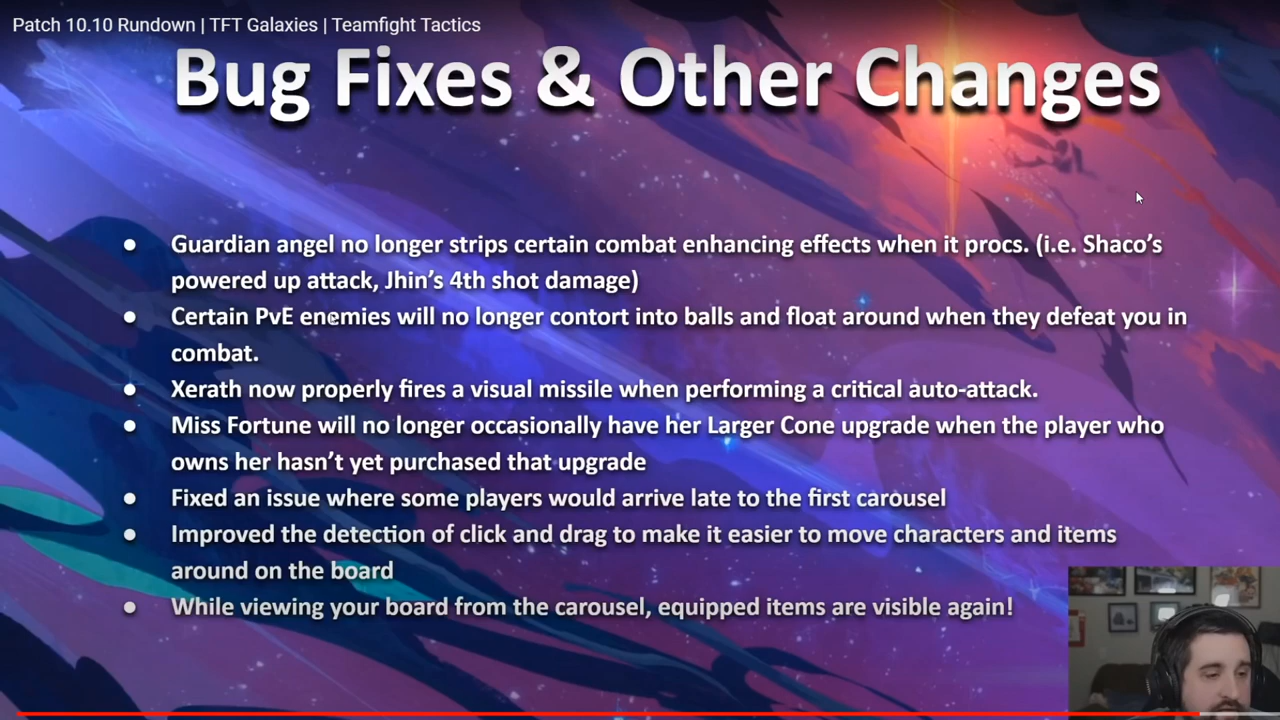 Patch 10.10 Rundown | TFT Galaxies | Teamfight Tactics
Bug Fixes & Other Changes
● Guardian angel no longer strips certain combat enhancing effects when it procs. (i.e. Shaco's
powered up attack, Jhin's 4th shot damage)
● Certain PvE enemies will no longer contort into balls and float around when they defeat you in
combat.
● Xerath now properly fires a visual missile when performing a critical auto-attack.
● Miss Fortune will no longer occasionally have her Larger Cone upgrade when the player who
owns her hasn't yet purchased that upgrade
● Fixed an issue where some players would arrive late to the first carousel
● Improved the detection of click and drag to make it easier to move characters and items
around on the board
● While viewing your board from the carousel, equipped items are visible again!